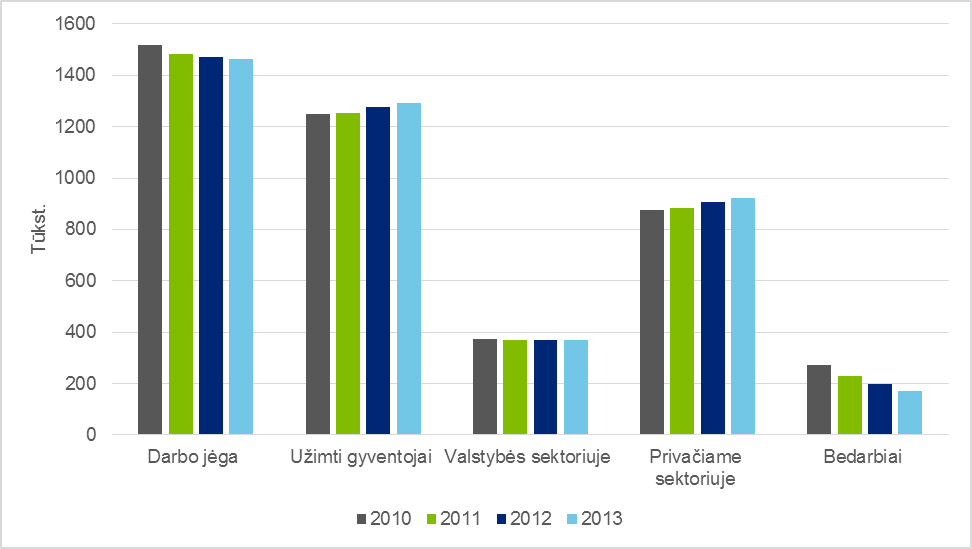 1600
1400
1200
1000
800
600
400
200
0
Tūkst.
Darbo jėga
Užimti gyventojai
Valstybės sektoriuje
Privačiame
sektoriuje
Bedarbiai
2010 2011 2012 2013